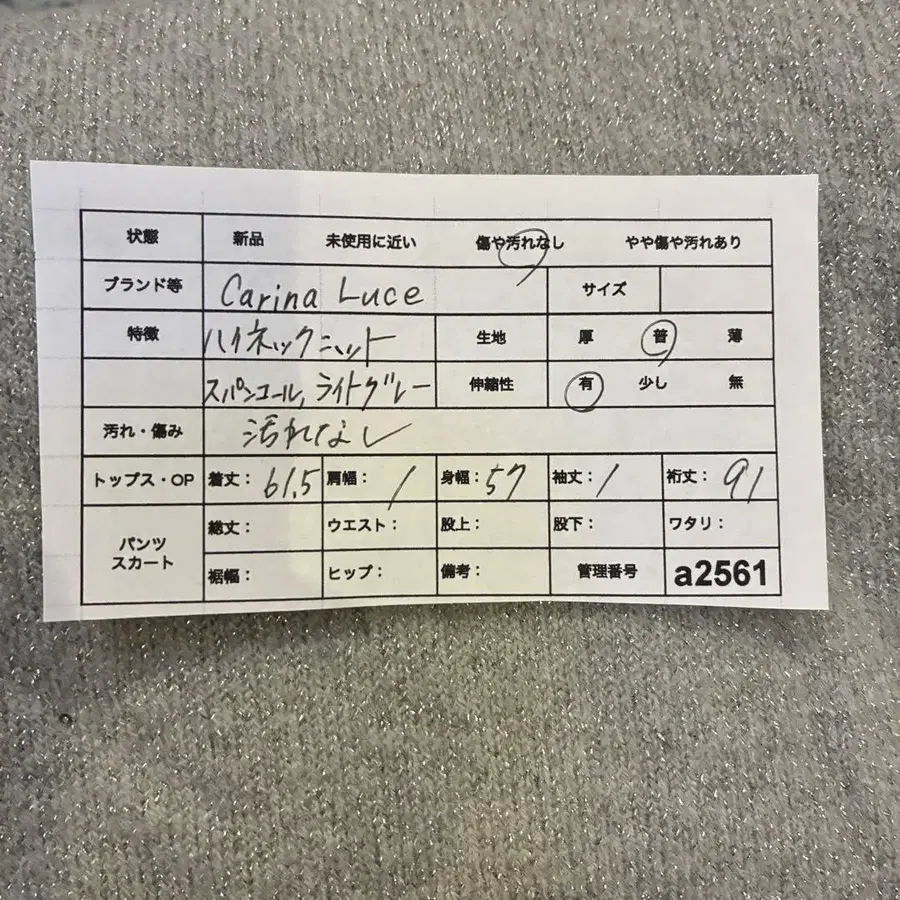 状態 新品 未使用に近い 傷や汚れなし やや傷や汚れあり
ブランド等 Carina Luce サイズ
特徴 ハイネックニット 生地 厚 普 薄
スパンコール, ライトグレー 伸縮性 有 少し 無
汚れ・傷み 汚れなし
トップス・OP 着丈: 61.5 肩幅: / 身幅: 57 袖丈: / 裄丈: 91
パンツ スカート 総丈: ウエスト: 股上: 股下: ワタリ:
裾幅: ヒップ: 備考: 管理番号 a2561